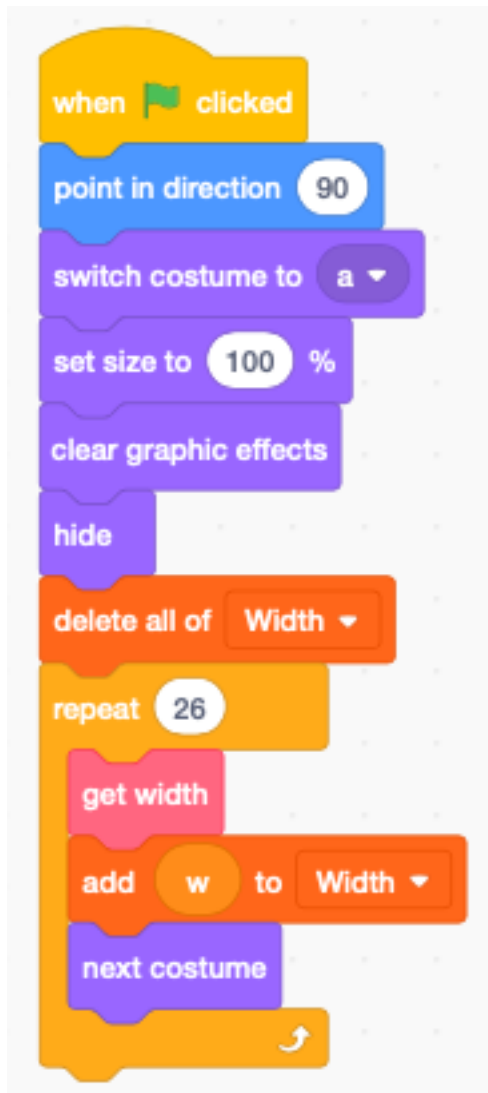 when clicked
point in direction 90
switch costume to a
set size to 100 %
clear graphic effects
hide
delete all of Width
repeat 26
get width
add w to Width
next costume